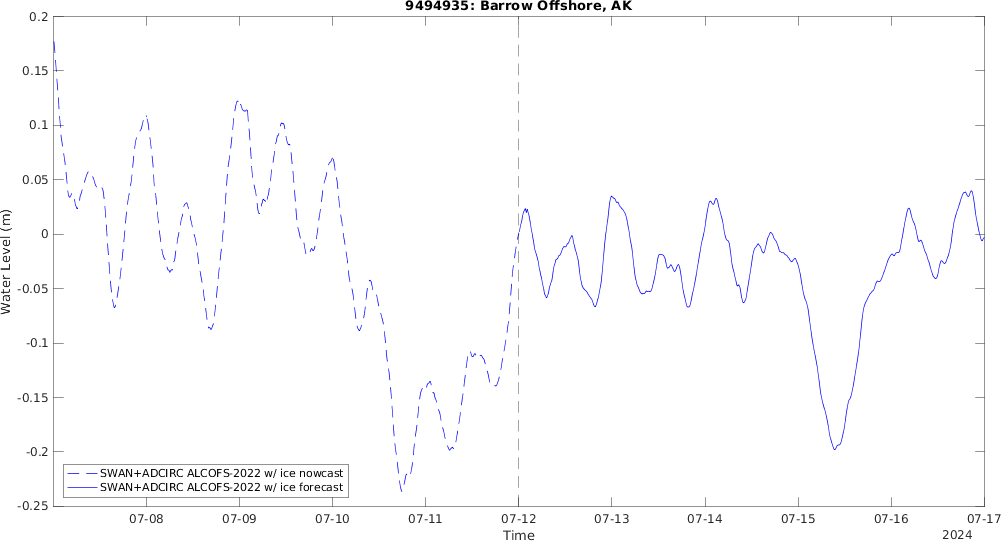 9494935: Barrow Offshore, AK
0.2
0.15
0.1
0.05
0
-0.05
-0.1
-0.15
-0.2
-0.25
Water Level (m)
SWAN+ADCIRC ALCOFS-2022 w/ ice nowcast
SWAN+ADCIRC ALCOFS-2022 w/ ice forecast
07-08 07-09 07-10 07-11 07-12 07-13 07-14 07-15 07-16 07-17
Time
2024